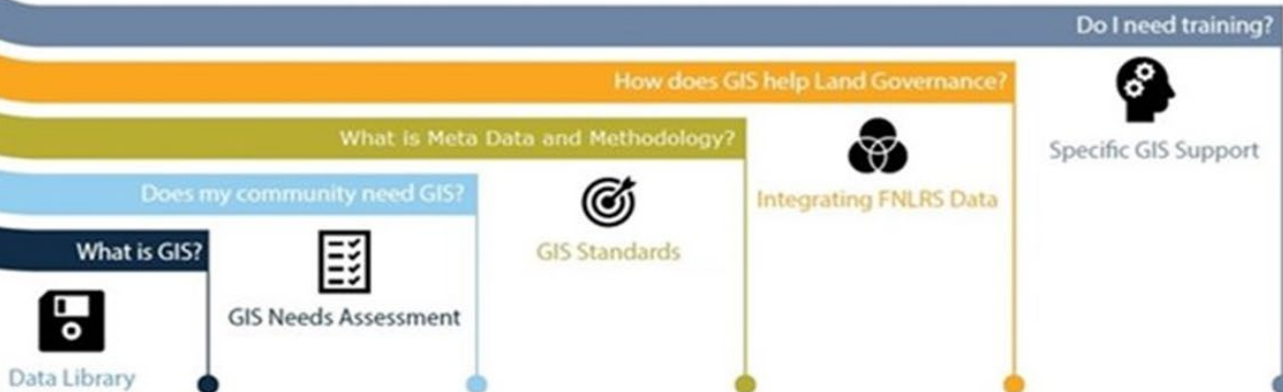 Do I need training?
How does GIS help Land Governance?
Specific GIS Support
What is Meta Data and Methodology?
Integrating FNLRS Data
Does my community need GIS?
GIS Standards
What is GIS?
GIS Needs Assessment
Data Library